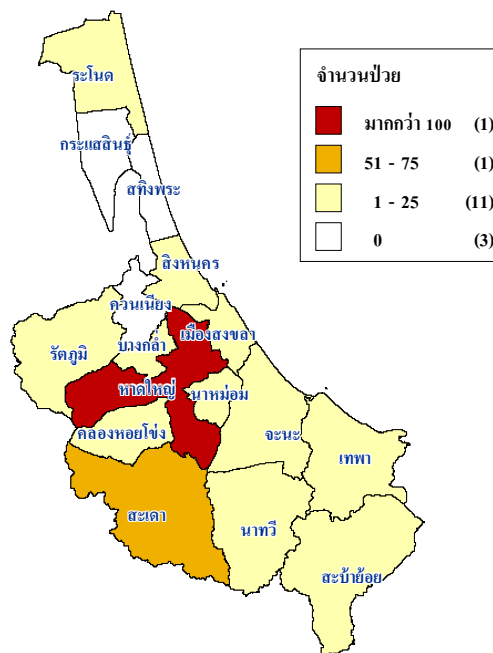 ระโนด
จำนวนป่วย
มากกว่า 100 (1)
51 - 75 (1)
1 - 25 (11)
0 (3)
กระแสสินธุ์
สทิงพระ
สิงหนคร
ควนเนียง
เมืองสงขลา
บางกล่ำ
รัตภูมิ
หาดใหญ่
นาหม่อม
คลองหอยโข่ง
จะนะ
เทพา
สะเดา
นาทวี
สะบ้าย้อย